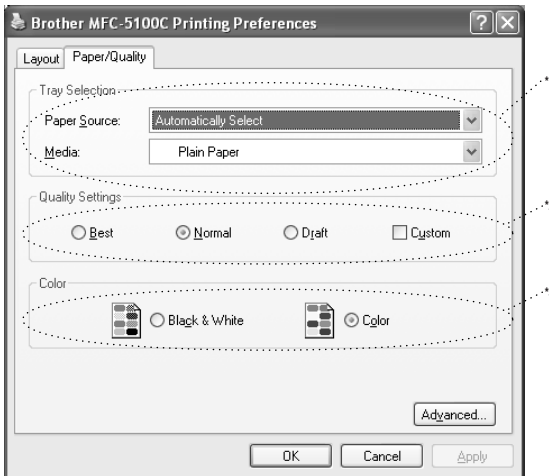 Brother MFC-5100C Printing Preferences
Layout Paper/Quality
Tray Selection
Paper Source: Automatically Select
Media: Plain Paper
Quality Settings
Best Normal Draft Custom
Color
Black & White Color
Advanced...
OK Cancel Apply